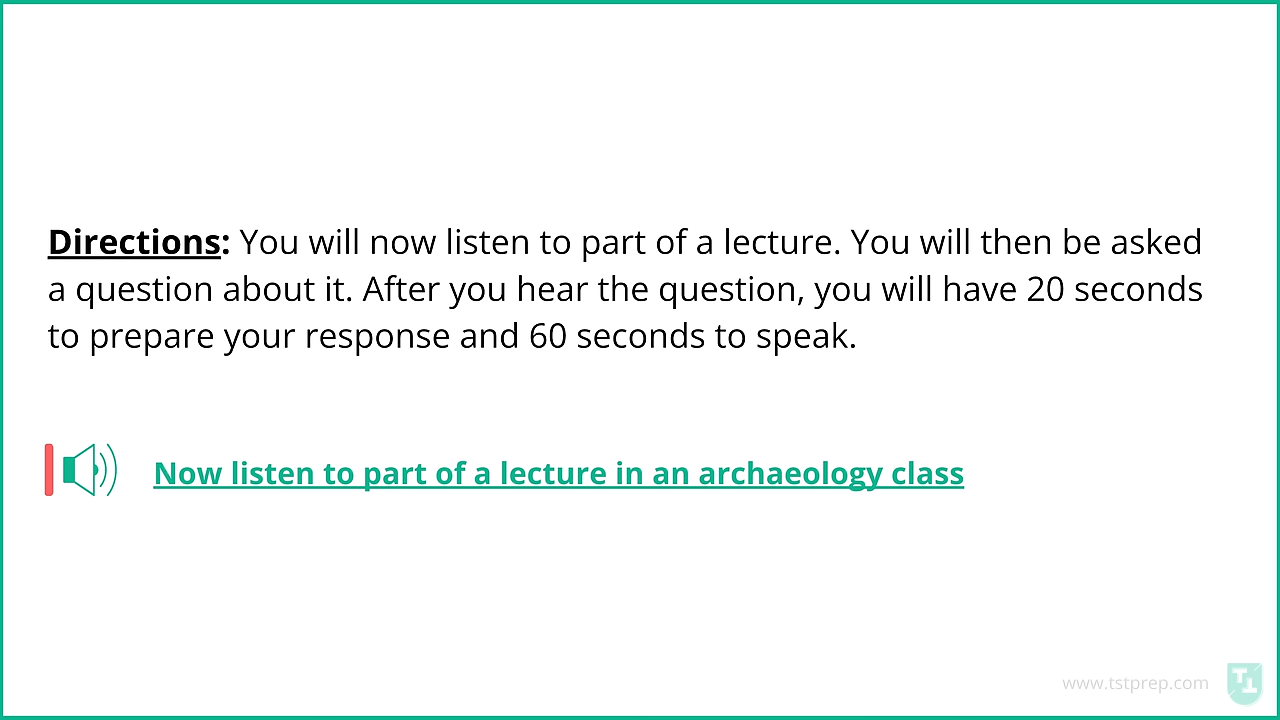 Directions: You will now listen to part of a lecture. You will then be asked
a question about it. After you hear the question, you will have 20 seconds
to prepare your response and 60 seconds to speak.
Now listen to part of a lecture in an archaeology class
www.tstprep.com